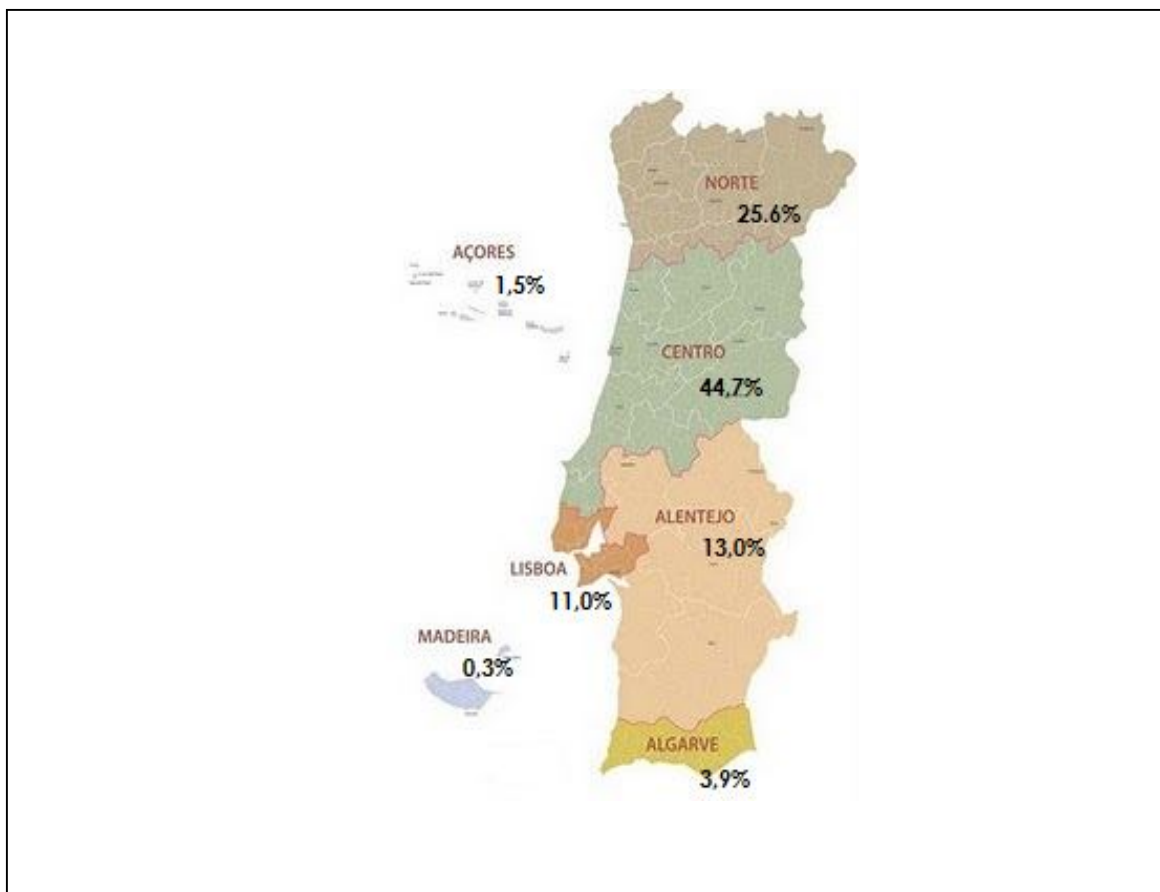 NORTE
25.6%
AÇORES
1,5%
CENTRO
44,7%
ALENTEJO
13,0%
LISBOA
11,0%
MADEIRA
0,3%
ALGARVE
3,9%